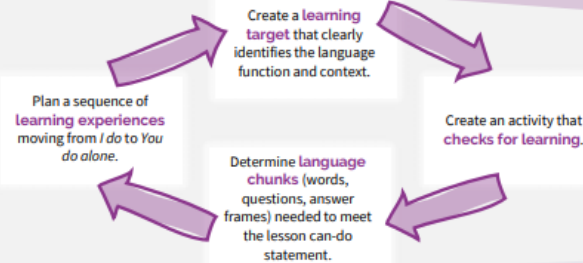 Create a learning
target that clearly
identifies the language
function and context.
Create an activity that
checks for learning.
Determine language
chunks (words,
questions, answer
frames) needed to meet
the lesson can-do
statement.
Plan a sequence of
learning experiences
moving from I do to You
do alone.